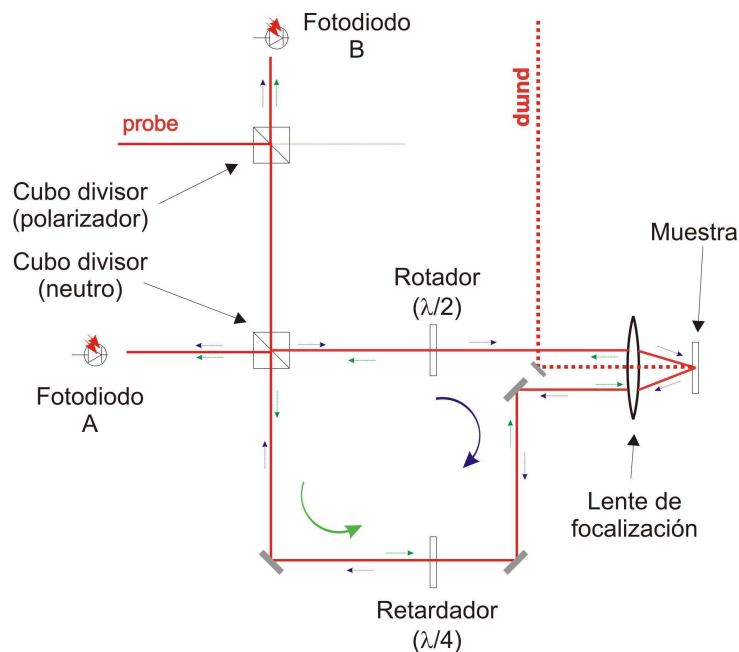 Fotodiodo
B
probe
pump
Cubo divisor
(polarizador)
Cubo divisor
(neutro)
Rotador
(λ/2)
Muestra
Fotodiodo
A
Lente de
focalización
Retardador
(λ/4)